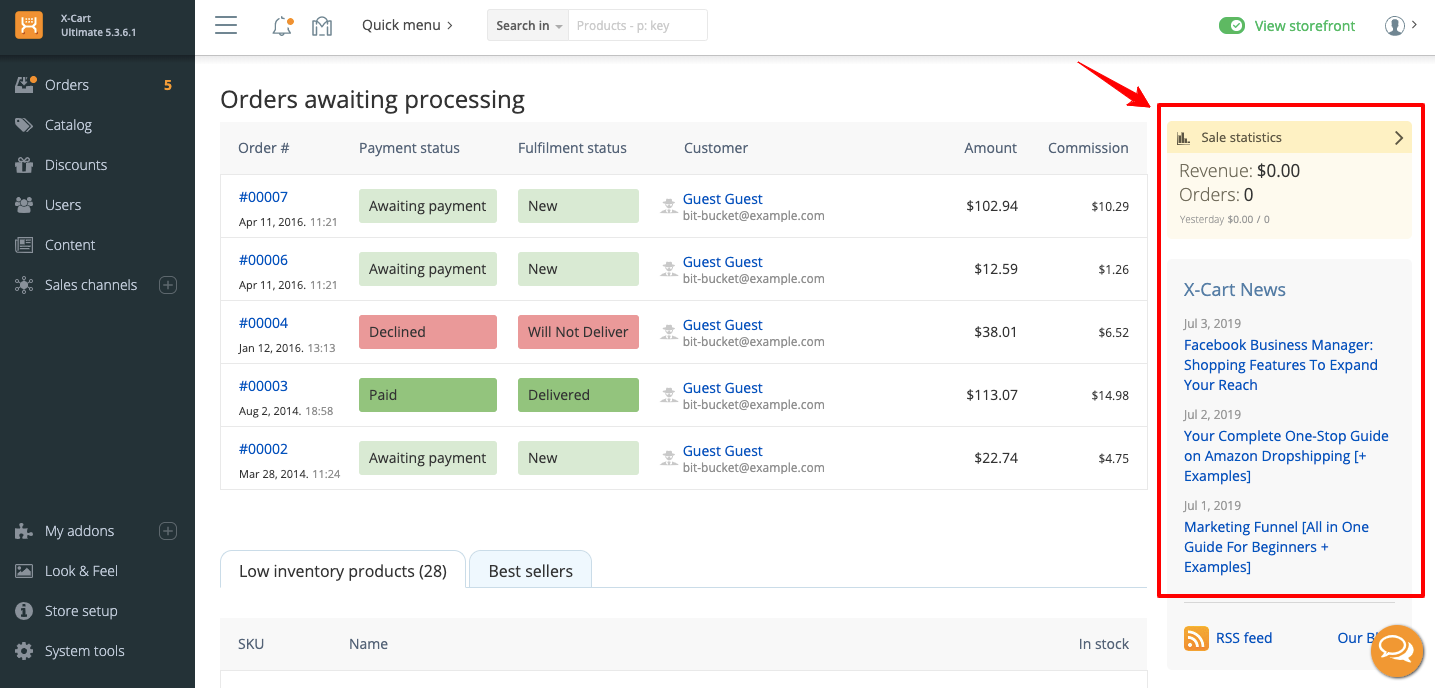 X-Cart
Ultimate 5.3.6.1
Quick menu
Search in
Products - p: key
View storefront
Orders 5
Catalog
Discounts
Users
Content
Sales channels
My addons
Look & Feel
Store setup
System tools
Orders awaiting processing
Order # Payment status Fulfilment status Customer Amount Commission
#00007 Awaiting payment New Guest Guest $102.94 $10.29
Apr 11, 2016. 11:21 bit-bucket@example.com
#00006 Awaiting payment New Guest Guest $12.59 $1.26
Apr 11, 2016. 11:21 bit-bucket@example.com
#00004 Declined Will Not Deliver Guest Guest $38.01 $6.52
Jan 12, 2016. 13:13 bit-bucket@example.com
#00003 Paid Delivered Guest Guest $113.07 $14.98
Aug 2, 2014. 18:58 bit-bucket@example.com
#00002 Awaiting payment New Guest Guest $22.74 $4.75
Mar 28, 2014. 11:24 bit-bucket@example.com
Low inventory products (28) Best sellers
SKU Name In stock
Sale statistics
Revenue: $0.00
Orders: 0
Yesterday $0.00 / 0
X-Cart News
Jul 3, 2019
Facebook Business Manager:
Shopping Features To Expand
Your Reach
Jul 2, 2019
Your Complete One-Stop Guide
on Amazon Dropshipping [+
Examples]
Jul 1, 2019
Marketing Funnel [All in One
Guide For Beginners +
Examples]
RSS feed
Our